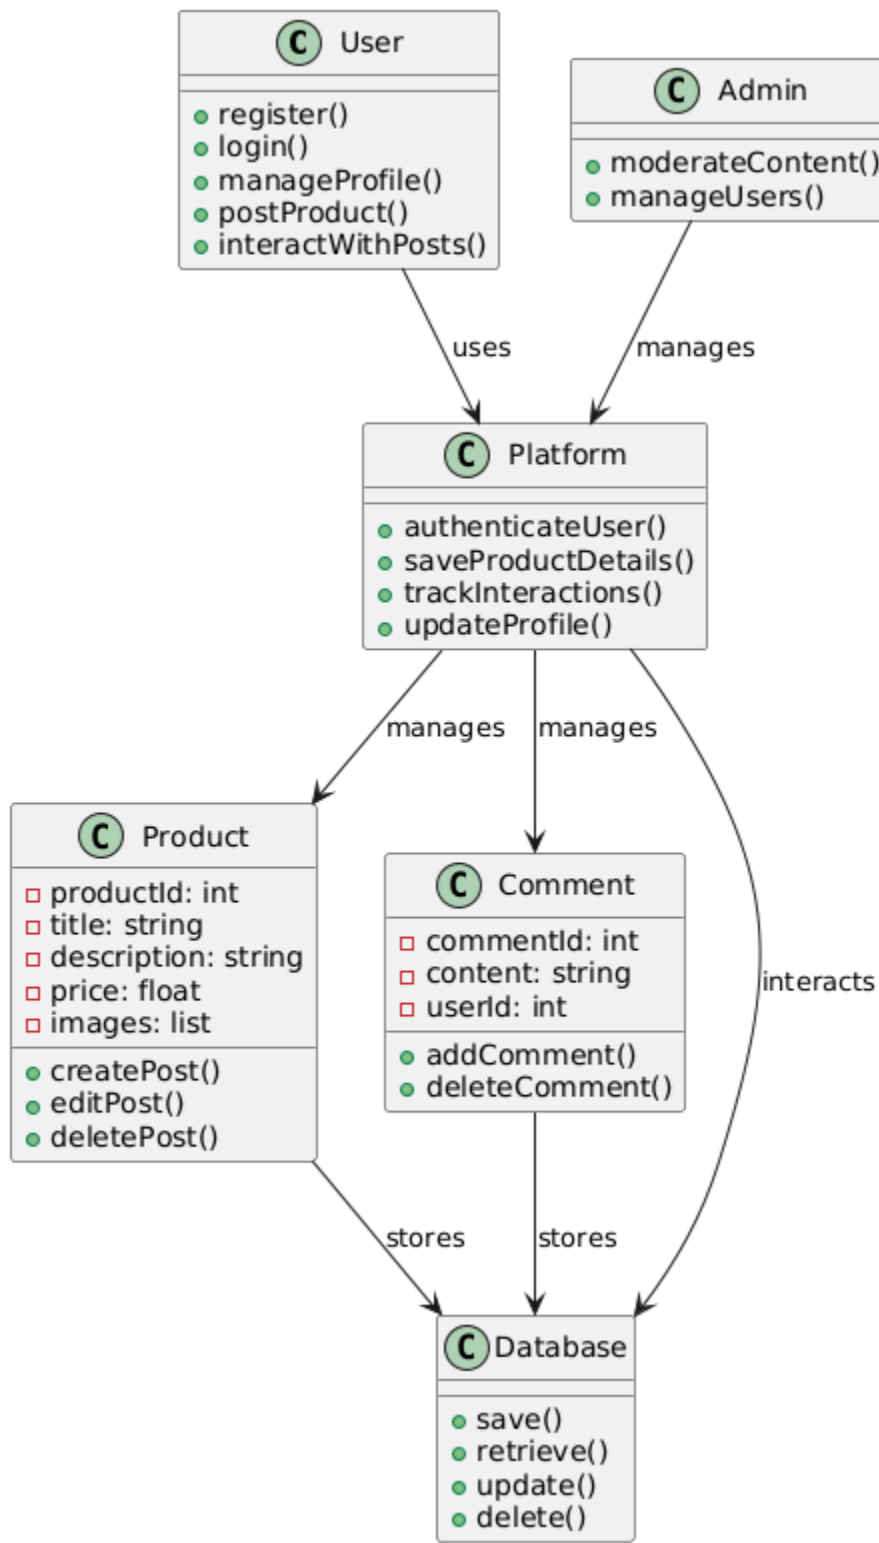 C User
register()
login()
manageProfile()
postProduct()
interactWithPosts()
C Admin
moderateContent()
manageUsers()
uses
manages
C Platform
authenticateUser()
saveProductDetails()
trackInteractions()
updateProfile()
manages
manages
interacts
C Product
productId: int
title: string
description: string
price: float
images: list
createPost()
editPost()
deletePost()
C Comment
commentId: int
content: string
userId: int
addComment()
deleteComment()
stores
stores
C Database
save()
retrieve()
update()
delete()